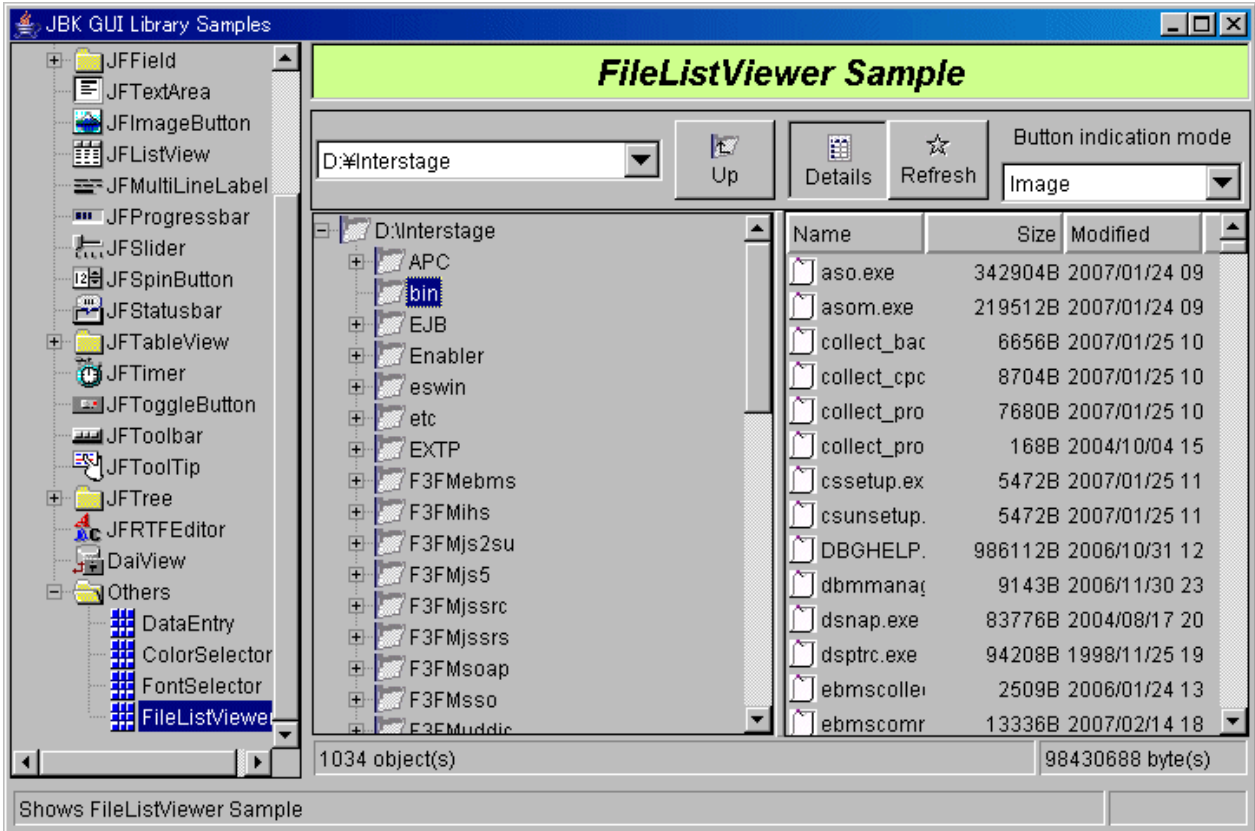 JBK GUI Library Samples
JFField
JFTextArea
JFImageButton
JFListView
JFMultiLineLabel
JFProgressbar
JFSlider
JFSpinButton
JFStatusbar
JFTableView
JFTimer
JFToggleButton
JFToolbar
JFToolTip
JFTree
JFRTFEditor
DaiView
Others
DataEntry
ColorSelector
FontSelector
FileListViewer
FileListViewer Sample
D:¥Interstage
Up
Details
Refresh
Button indication mode
Image
D:\Interstage
APC
bin
EJB
Enabler
eswin
etc
EXTP
F3FMebms
F3FMihs
F3FMjs2su
F3FMjs5
F3FMjssrc
F3FMjssrs
F3FMsoap
F3FMsso
F3FMuddic
Name Size Modified
aso.exe 342904B 2007/01/24 09
asom.exe 219512B 2007/01/24 09
collect_bac 6656B 2007/01/25 10
collect_cpc 8704B 2007/01/25 10
collect_pro 7680B 2007/01/25 10
collect_pro 168B 2004/10/04 15
cssetup.ex 5472B 2007/01/25 11
csunsetup. 5472B 2007/01/25 11
DBGHELP. 986112B 2006/10/31 12
dbmmanag 9143B 2006/11/30 23
dsnap.exe 83776B 2004/08/17 20
dsptrc.exe 94208B 1998/11/25 19
ebmscolle 2509B 2006/01/24 13
ebmscomr 13336B 2007/02/14 18
1034 object(s)
98430688 byte(s)
Shows FileListViewer Sample